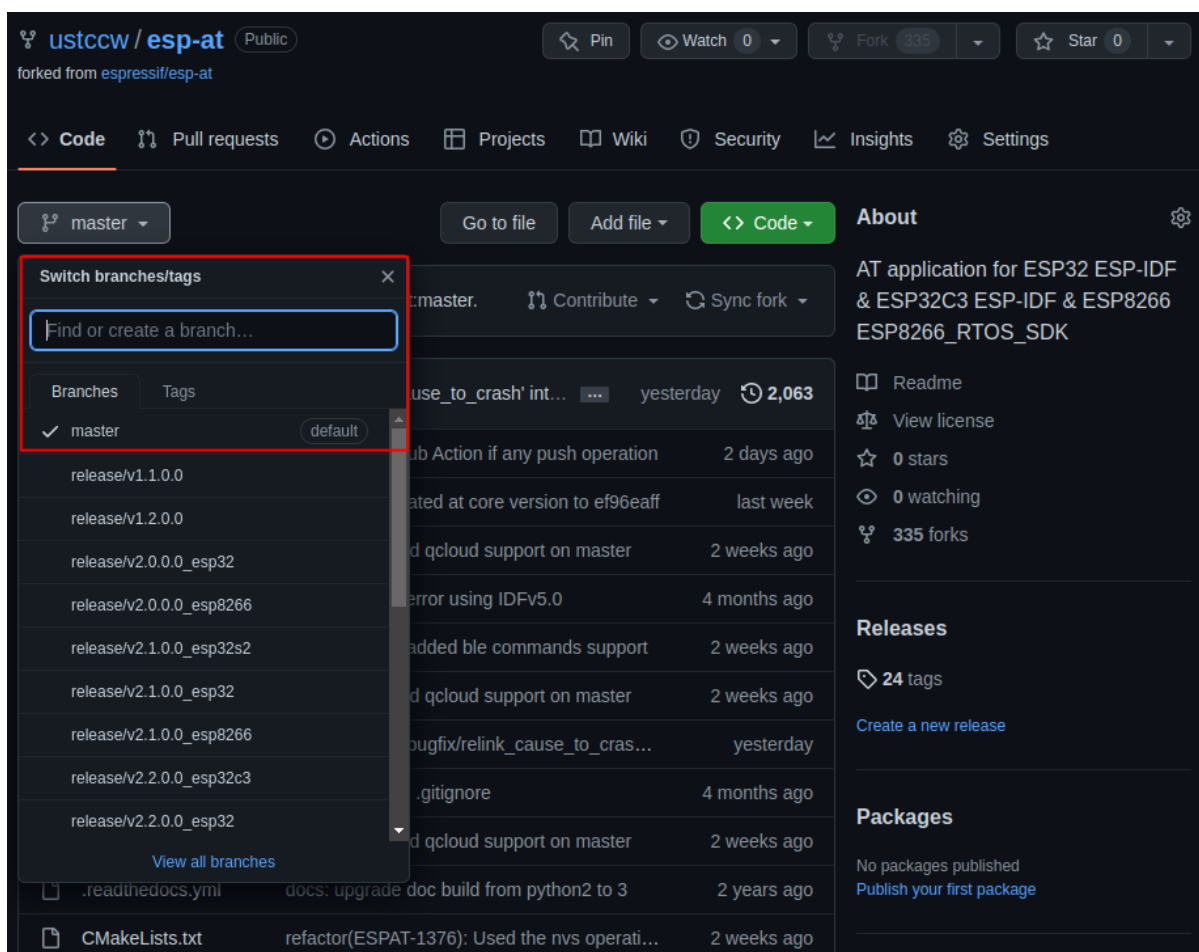 ustccw / esp-at Public
Pin
Watch 0
Fork 335
Star 0
forked from espressif/esp-at
Code
Pull requests
Actions
Projects
Wiki
Security
Insights
Settings
master
Go to file
Add file
Code
Switch branches/tags
Find or create a branch…
Branches
Tags
master default
release/v1.1.0.0
release/v1.2.0.0
release/v2.0.0.0_esp32
release/v2.0.0.0_esp8266
release/v2.1.0.0_esp32s2
release/v2.1.0.0_esp32
release/v2.1.0.0_esp8266
release/v2.2.0.0_esp32c3
release/v2.2.0.0_esp32
View all branches
:master.
Contribute
Sync fork
use_to_crash' int… ... yesterday 2,063
ub Action if any push operation 2 days ago
ated at core version to ef96eaff last week
d qcloud support on master 2 weeks ago
error using IDFv5.0 4 months ago
added ble commands support 2 weeks ago
d qcloud support on master 2 weeks ago
bugfix/relink_cause_to_cras… yesterday
.gitignore 4 months ago
d qcloud support on master 2 weeks ago
.readthedocs.yml docs: upgrade doc build from python2 to 3 2 years ago
CMakeLists.txt refactor(ESPAT-1376): Used the nvs operati… 2 weeks ago
About
AT application for ESP32 ESP-IDF
& ESP32C3 ESP-IDF & ESP8266
ESP8266_RTOS_SDK
Readme
View license
0 stars
0 watching
335 forks
Releases
24 tags
Create a new release
Packages
No packages published
Publish your first package